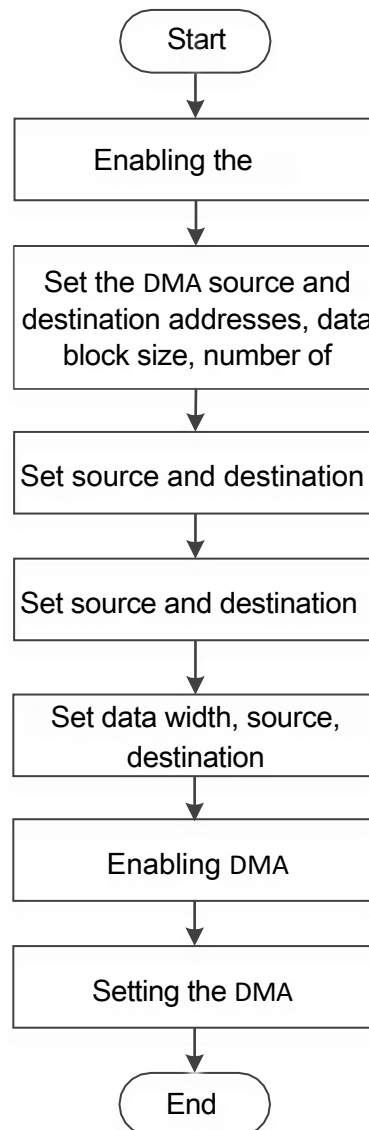 Start
Enabling the
Set the DMA source and
destination addresses, data
block size, number of
Set source and destination
Set source and destination
Set data width, source,
destination
Enabling DMA
Setting the DMA
End